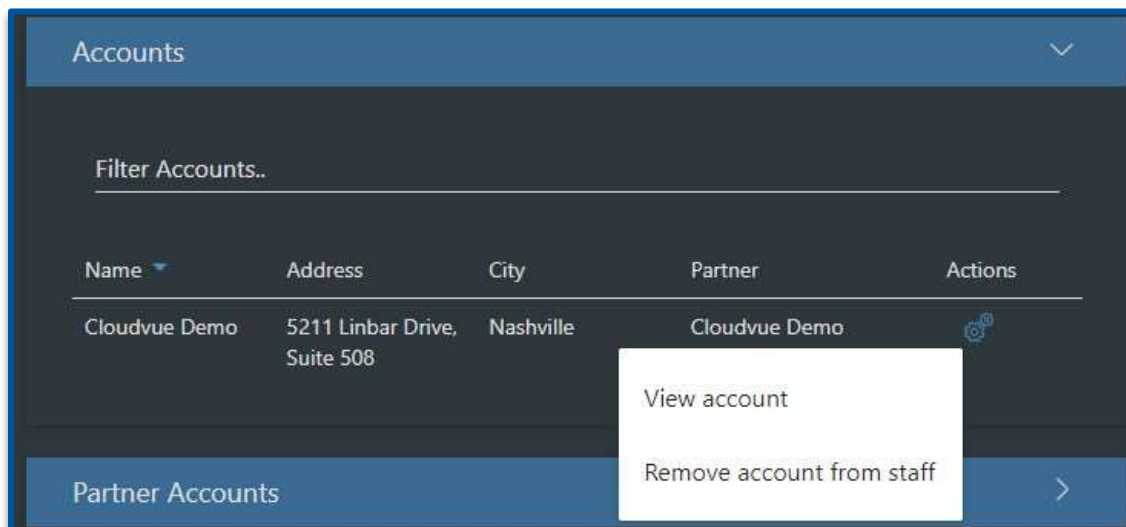 Accounts
Filter Accounts..
Name Address City Partner Actions
Cloudvue Demo 5211 Linbar Drive, Nashville Cloudvue Demo
Suite 508
View account
Remove account from staff
Partner Accounts